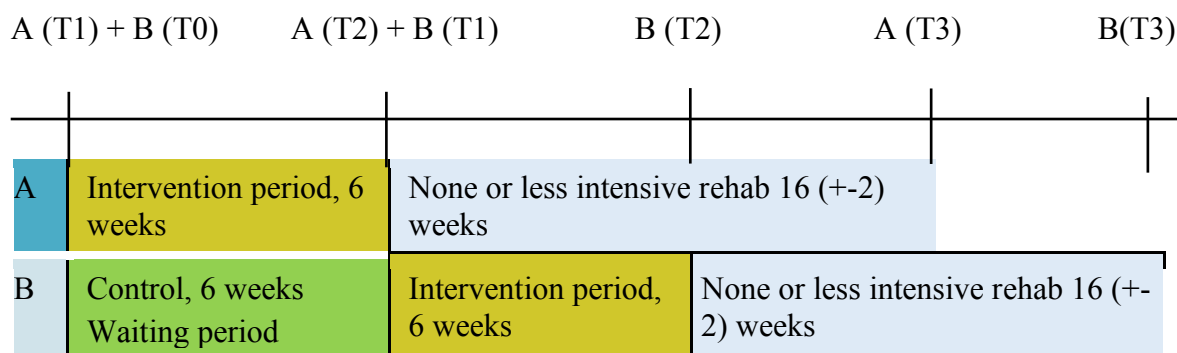 A (T1) + B (T0) A (T2) + B (T1) B (T2) A (T3) B(T3)
A Intervention period, 6 None or less intensive rehab 16 (+-2)
weeks weeks
B Control, 6 weeks Intervention period, None or less intensive rehab 16 (+-
Waiting period 6 weeks 2) weeks